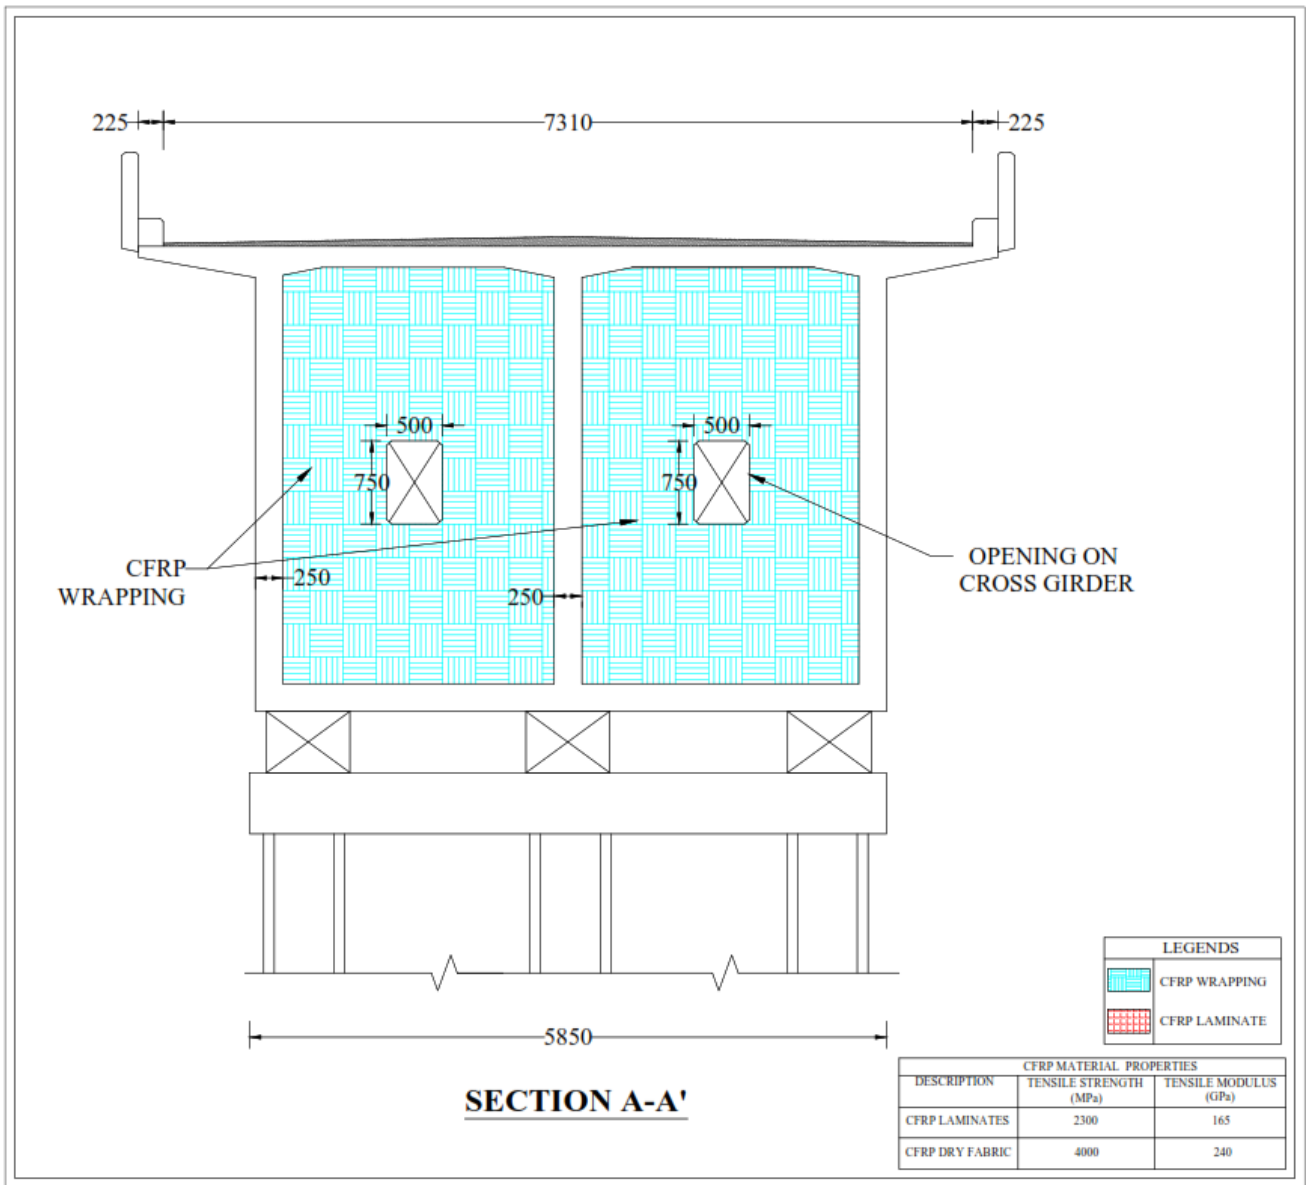 225
7310
225
500
500
750
750
CFRP
WRAPPING
250
250
OPENING ON
CROSS GIRDER
5850
SECTION A-A'
LEGENDS
CFRP WRAPPING
CFRP LAMINATE
CFRP MATERIAL PROPERTIES
DESCRIPTION
TENSILE STRENGTH
(MPa)
TENSILE MODULUS
(GPa)
CFRP LAMINATES
2300
165
CFRP DRY FABRIC
4000
240